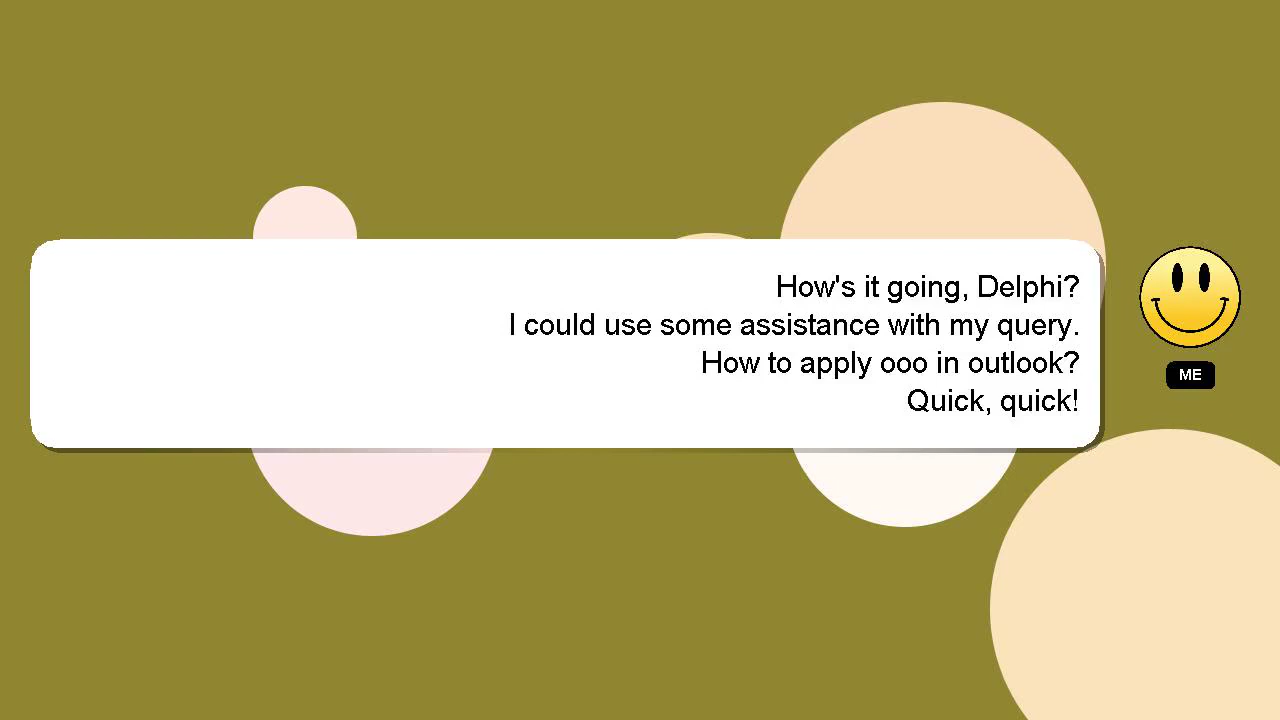 How's it going, Delphi?
I could use some assistance with my query.
How to apply ooo in outlook?
Quick, quick!
ME